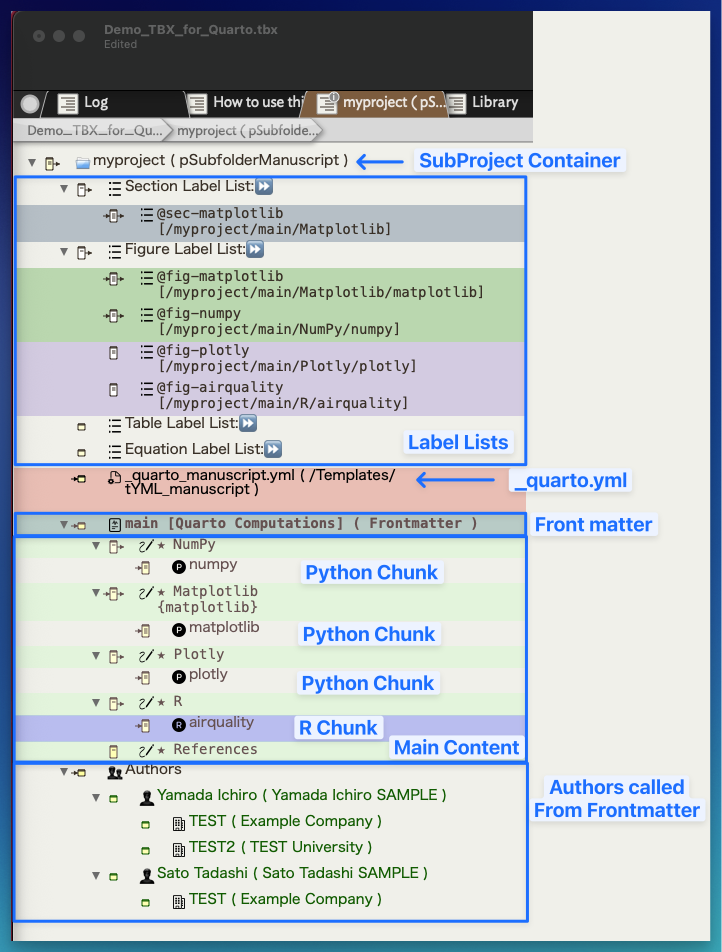 Demo_TBX_for_Quarto.tbx
Edited
Log
How to use thi
myproject ( pS...
Library
Demo_TBX_for_Qu...
myproject ( pSubfolde...
myproject ( pSubfolderManuscript )
SubProject Container
Section Label List:
@sec-matplotlib
[/myproject/main/Matplotlib]
Figure Label List:
@fig-matplotlib
[/myproject/main/Matplotlib/matplotlib]
@fig-numpy
[/myproject/main/NumPy/numpy]
@fig-plotly
[/myproject/main/Plotly/plotly]
@fig-airquality
[/myproject/main/R/airquality]
Table Label List:
Equation Label List:
Label Lists
_quarto_manuscript.yml ( /Templates/
tYML_manuscript )
_quarto.yml
main [Quarto Computations] ( Frontmatter )
Front matter
★ NumPy
P numpy
Python Chunk
★ Matplotlib
{matplotlib}
P matplotlib
Python Chunk
★ Plotly
P plotly
Python Chunk
★ R
R airquality
R Chunk
★ References
Main Content
Authors
Yamada Ichiro ( Yamada Ichiro SAMPLE )
Authors called
From Frontmatter
TEST ( Example Company )
TEST2 ( TEST University )
Sato Tadashi ( Sato Tadashi SAMPLE )
TEST ( Example Company )